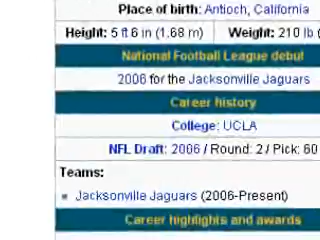 Place of birth: Antioch, California
Height: 5 ft 6 in (1.68 m) Weight: 210 lb (
National Football League debut
2006 for the Jacksonville Jaguars
Career history
College: UCLA
NFL Draft: 2006 / Round: 2 / Pick: 60
Teams:
Jacksonville Jaguars (2006-Present)
Career highlights and awards